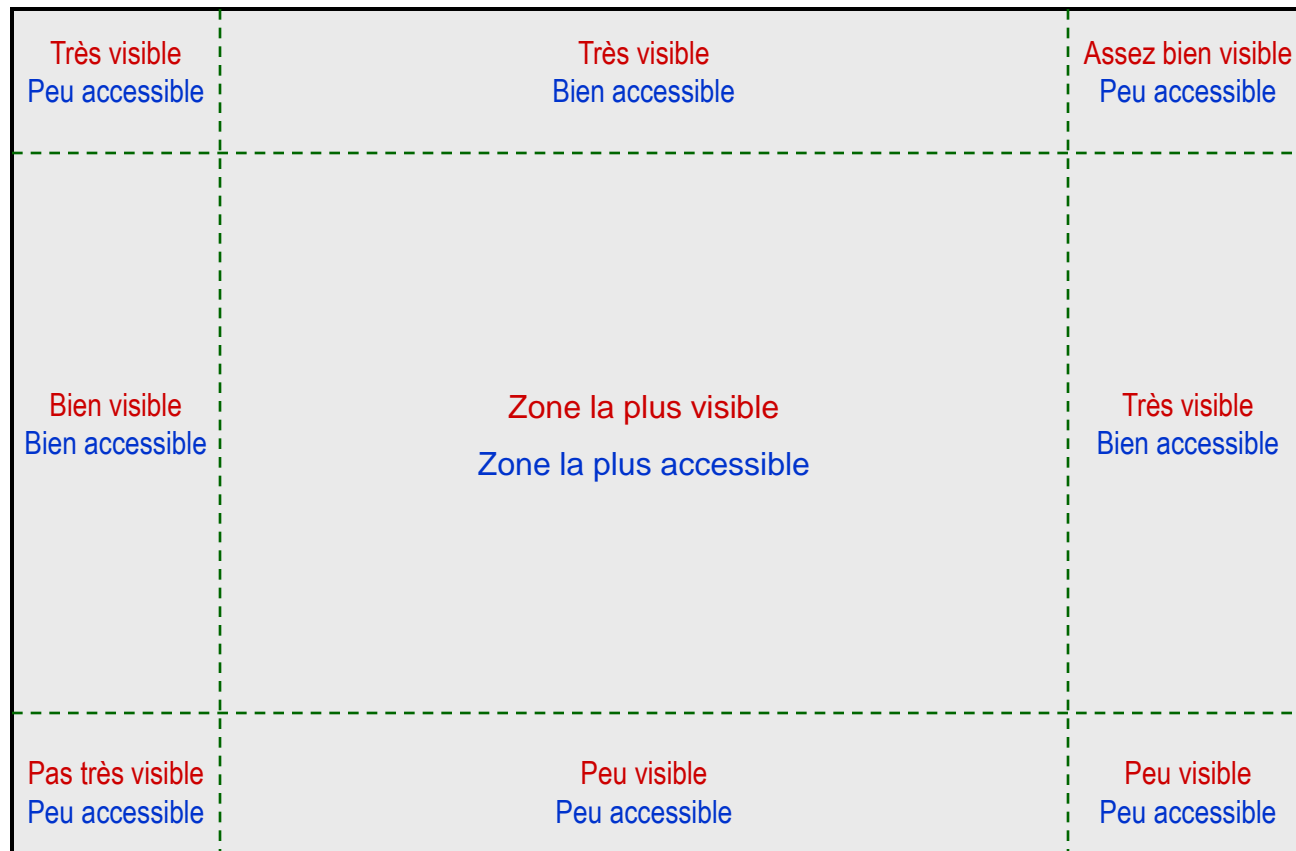 Très visible
Peu accessible
Très visible
Bien accessible
Assez bien visible
Peu accessible
Bien visible
Bien accessible
Zone la plus visible
Zone la plus accessible
Très visible
Bien accessible
Pas très visible
Peu accessible
Peu visible
Peu accessible
Peu visible
Peu accessible